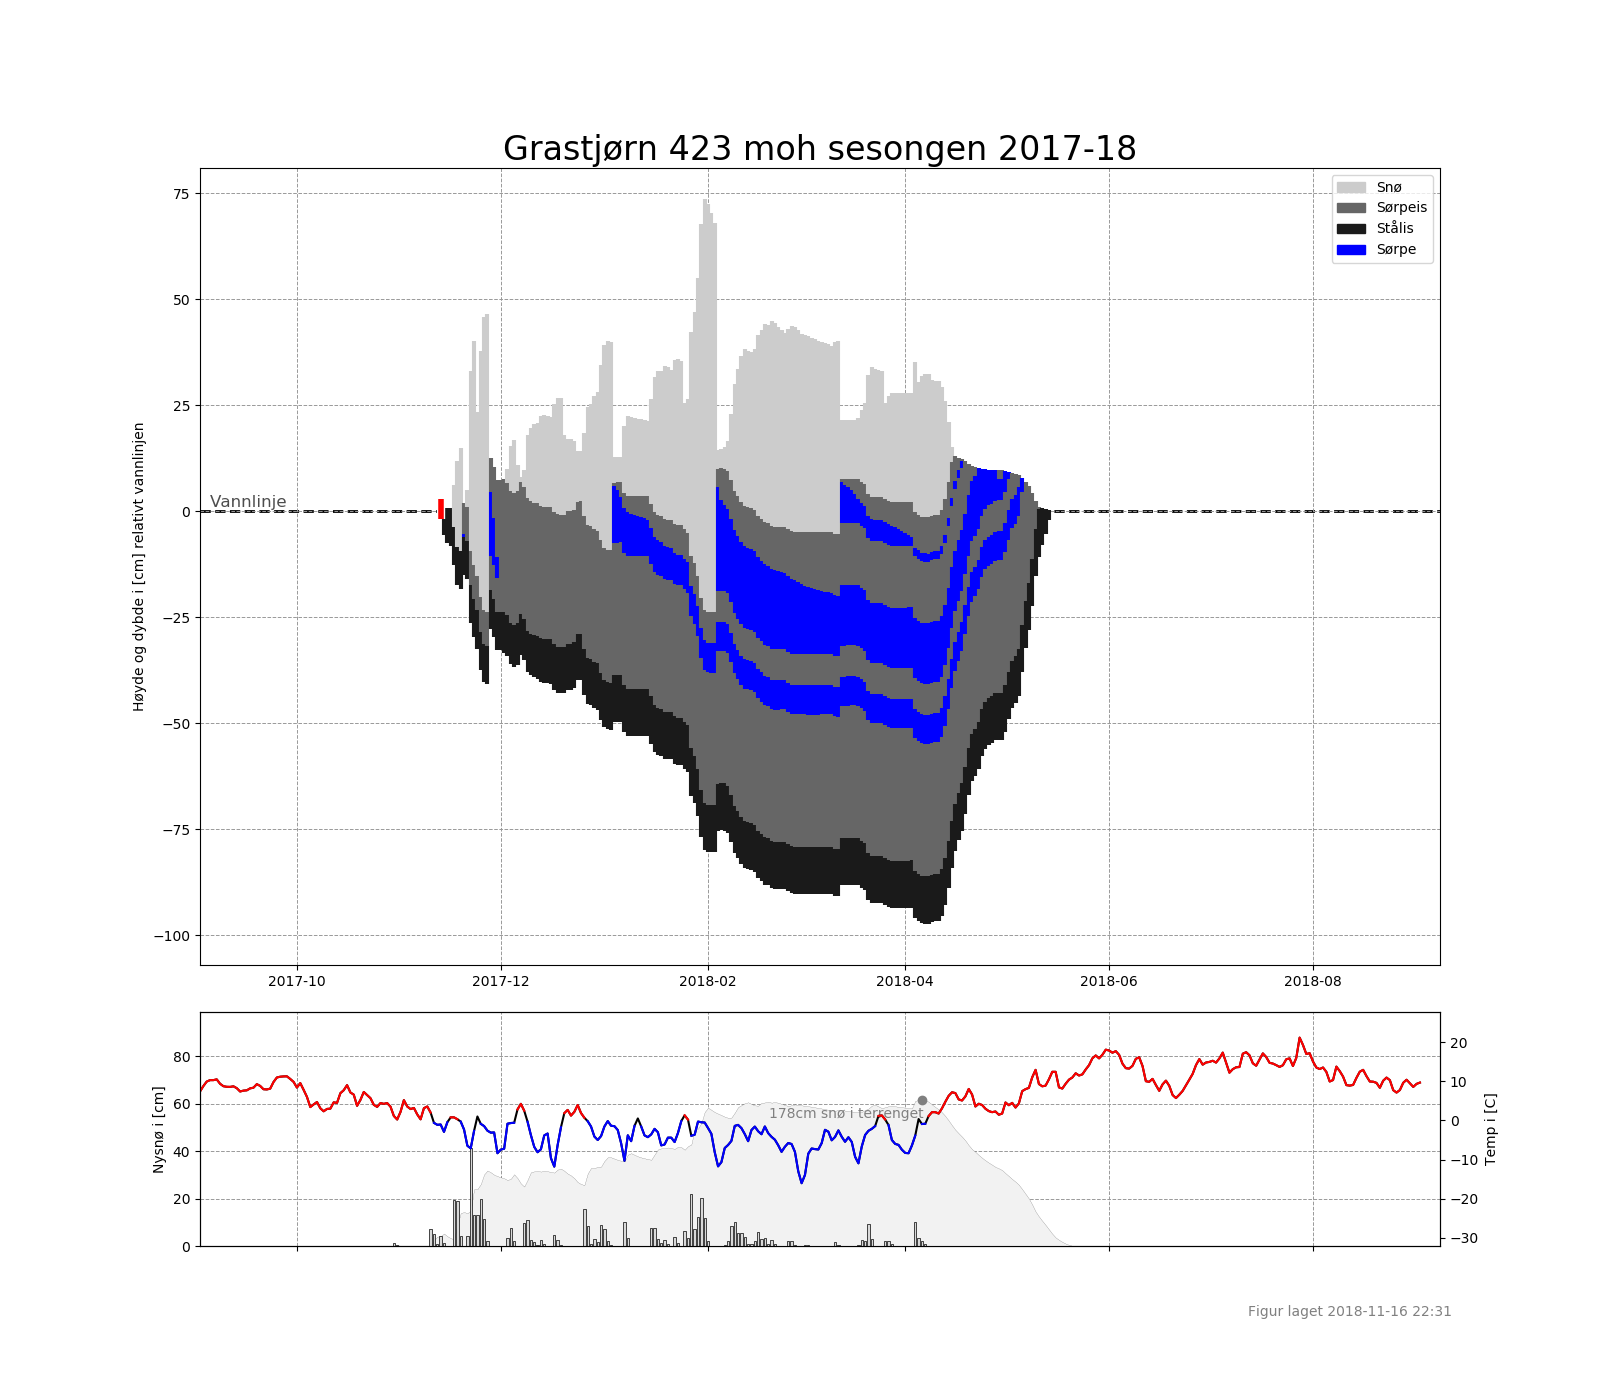 Grastjørn 423 moh sesongen 2017-18
Høyde og dybde i [cm] relativt vannlinjen
75
50
25
0
−25
−50
−75
−100
Vannlinje
Snø
Sørpeis
Stålis
Sørpe
2017-10
2017-12
2018-02
2018-04
2018-06
2018-08
Nysnø i [cm]
80
60
40
20
0
178cm snø i terrenget
20
10
0
−10
−20
−30
Temp i [C]
Figur laget 2018-11-16 22:31